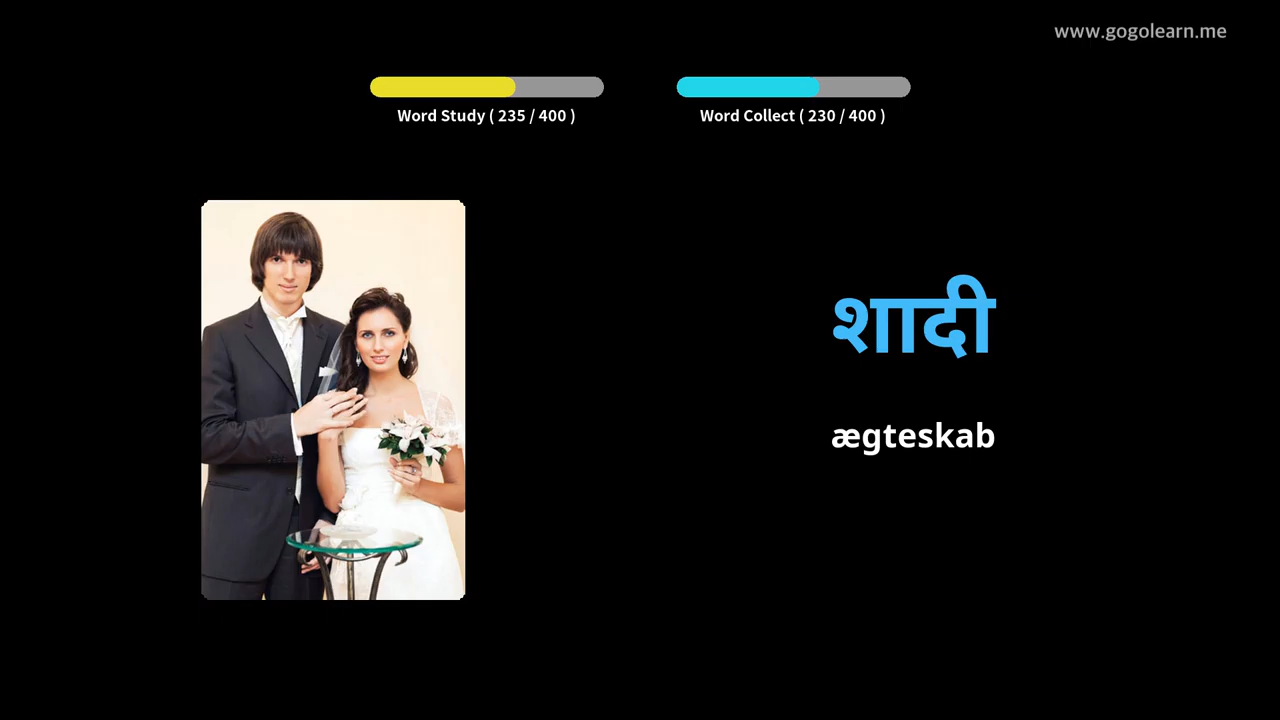 www.gogolearn.me
Word Study ( 235 / 400 )
Word Collect ( 230 / 400 )
शादी
ægteskab